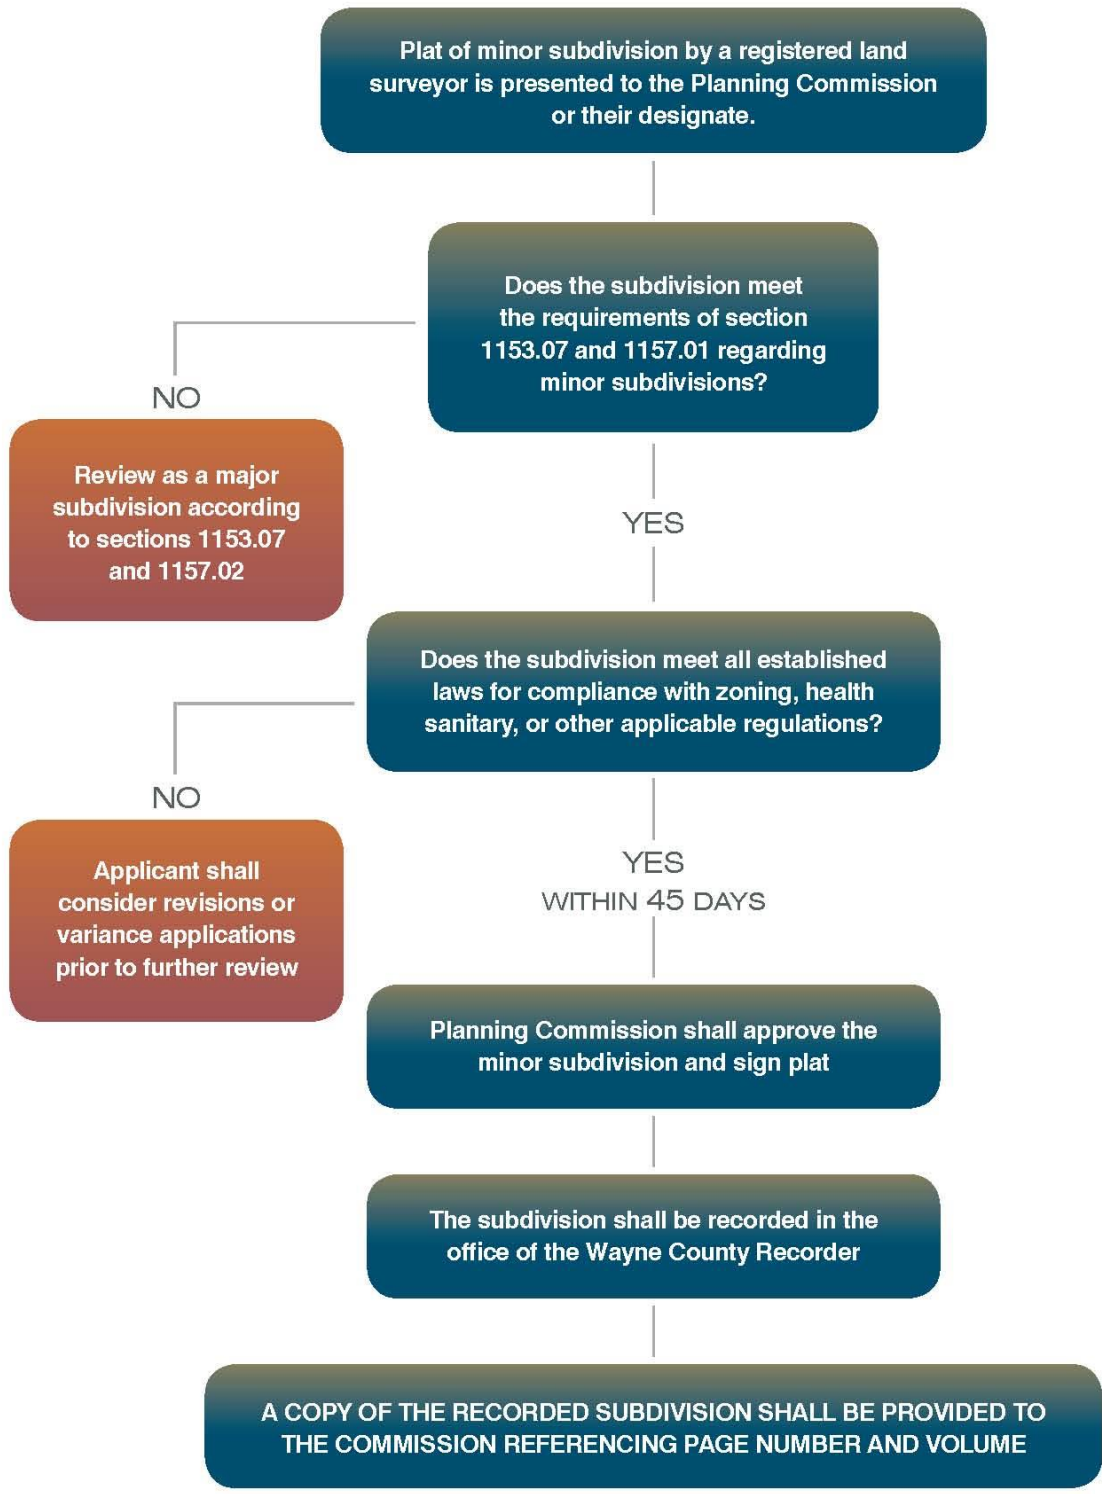 Plat of minor subdivision by a registered land
surveyor is presented to the Planning Commission
or their designate.
Does the subdivision meet
the requirements of section
1153.07 and 1157.01 regarding
minor subdivisions?
NO
Review as a major
subdivision according
to sections 1153.07
and 1157.02
YES
Does the subdivision meet all established
laws for compliance with zoning, health
sanitary, or other applicable regulations?
NO
Applicant shall
consider revisions or
variance applications
prior to further review
YES
WITHIN 45 DAYS
Planning Commission shall approve the
minor subdivision and sign plat
The subdivision shall be recorded in the
office of the Wayne County Recorder
A COPY OF THE RECORDED SUBDIVISION SHALL BE PROVIDED TO
THE COMMISSION REFERENCING PAGE NUMBER AND VOLUME